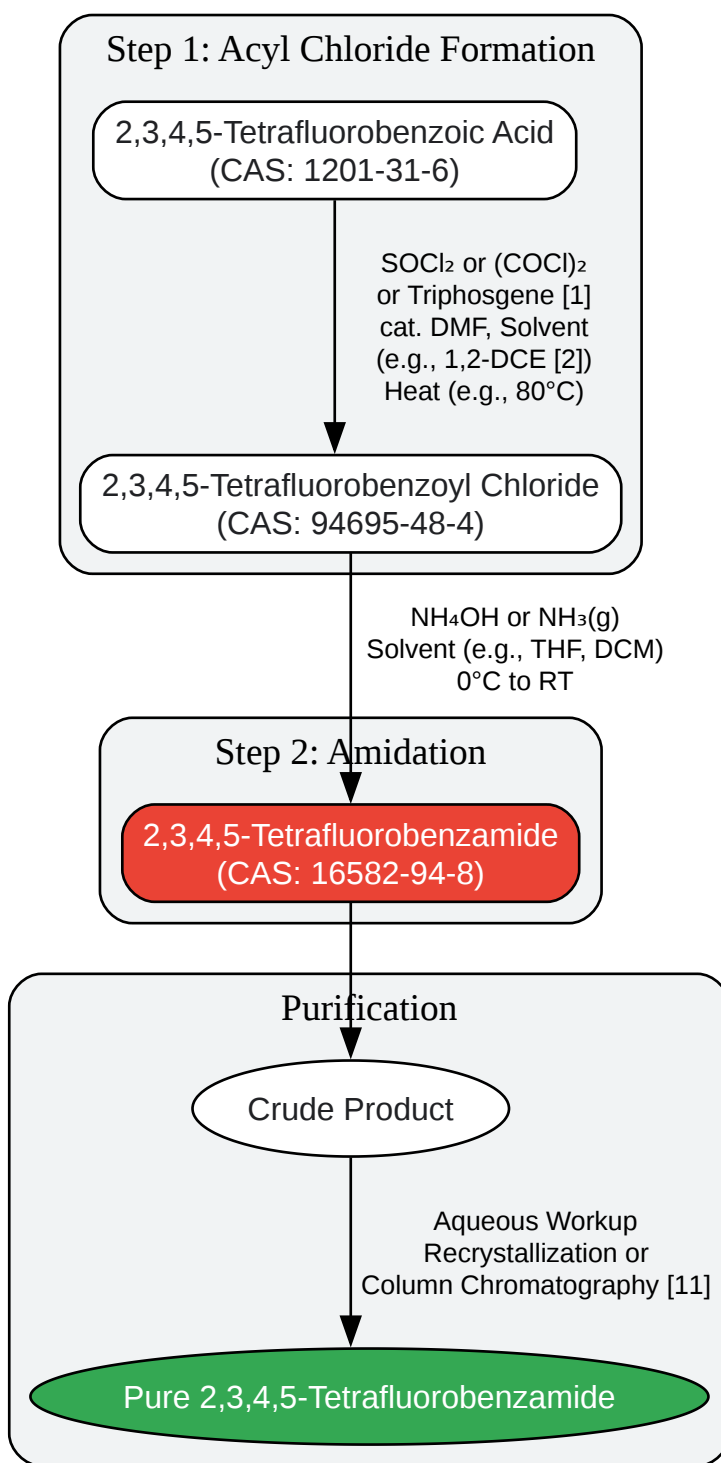 Step 1: Acyl Chloride Formation
2,3,4,5-Tetrafluorobenzoic Acid
(CAS: 1201-31-6)
SOCl₂ or (COCl)₂
or Triphosgene [1]
cat. DMF, Solvent
(e.g., 1,2-DCE [2])
Heat (e.g., 80°C)
2,3,4,5-Tetrafluorobenzoyl Chloride
(CAS: 94695-48-4)
NH₄OH or NH₃(g)
Solvent (e.g., THF, DCM)
0°C to RT
Step 2: Amidation
2,3,4,5-Tetrafluorobenzamide
(CAS: 16582-94-8)
Purification
Crude Product
Aqueous Workup
Recrystallization or
Column Chromatography [11]
Pure 2,3,4,5-Tetrafluorobenzamide